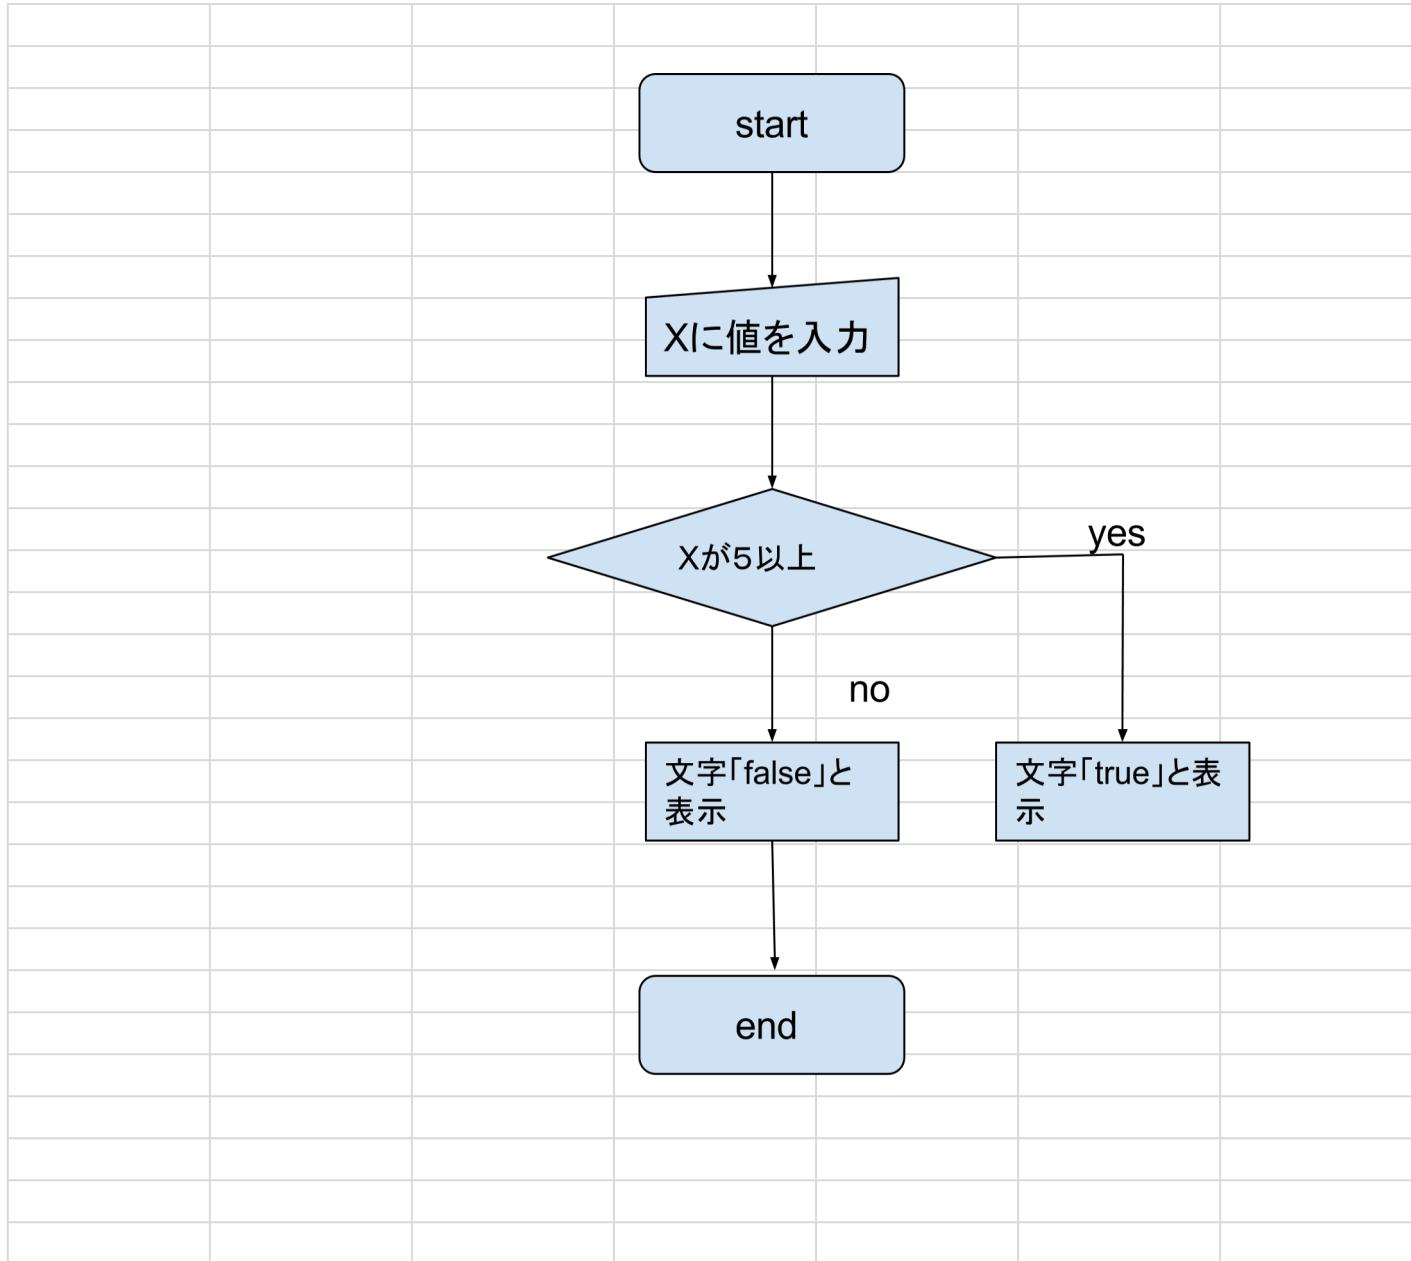 start
Xに値を入力
Xが５以上
yes
no
文字「false」と
表示
文字「true」と表
示
end